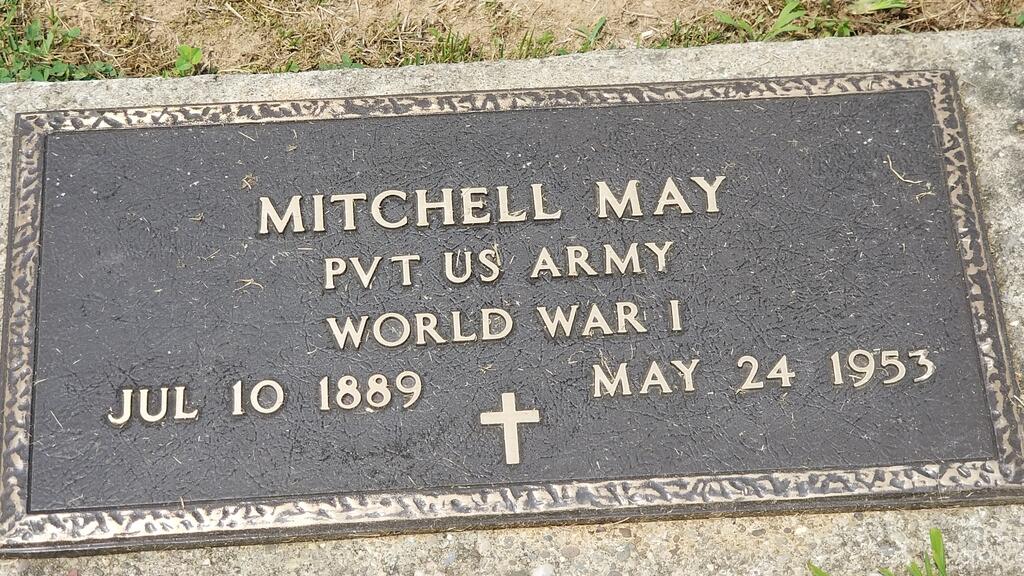 MITCHELL MAY
PVT US ARMY
WORLD WAR I
JUL 10 1889 MAY 24 1953